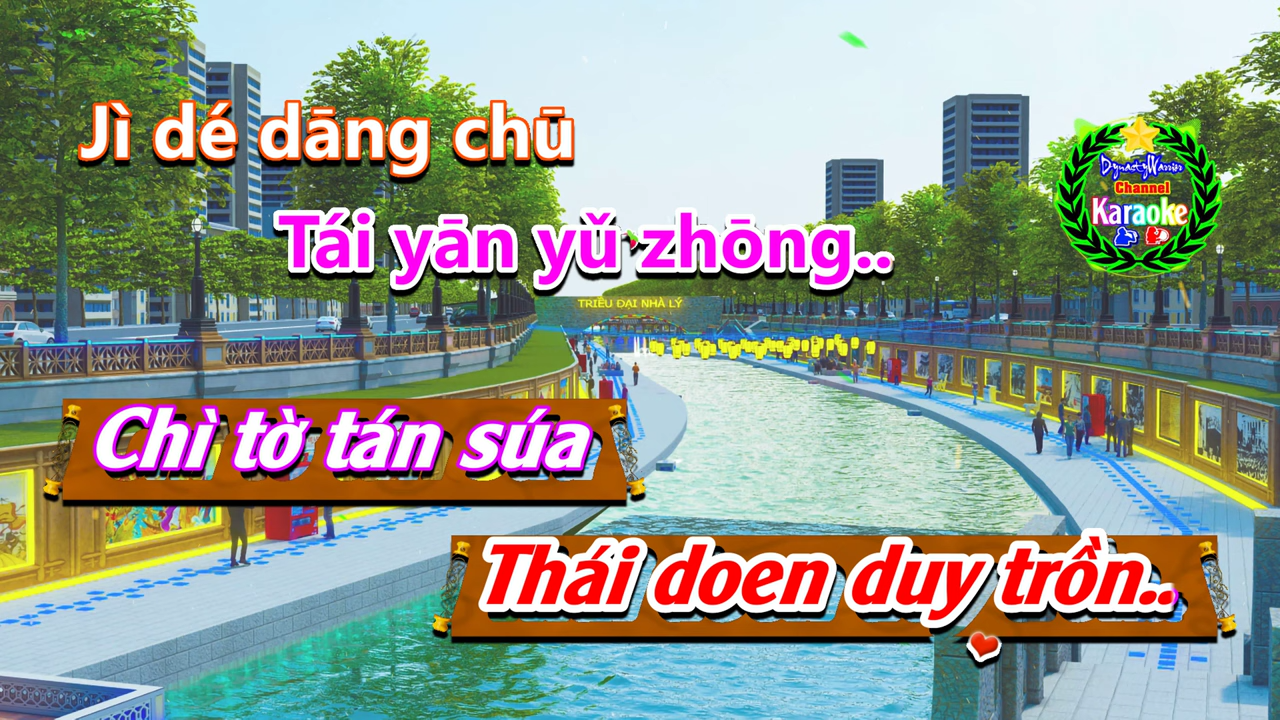 Jì dé dāng chū
DynastyWarrior
Channel
Karaoke
Tái yān yǔ zhōng..
TRIỀU ĐẠI NHÀ LÝ
Chì tờ tán súa
Thái doen duy trồn..